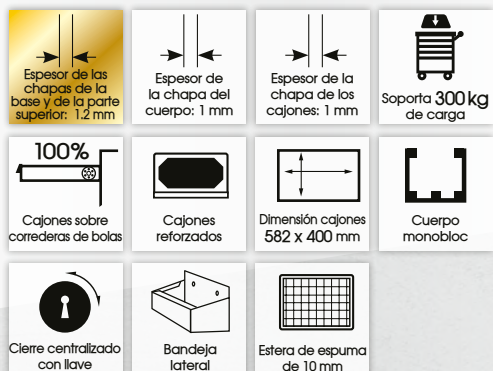 Espesor de las
chapas de la
base y de la parte
superior: 1.2 mm
Espesor de
la chapa del
cuerpo: 1 mm
Espesor de la
chapa de los
cajones: 1 mm
Soporta 300 kg
de carga
100%
Cajones sobre
correderas de bolas
Cajones
reforzados
Dimensión cajones
582 x 400 mm
Cuerpo
monobloc
Cierre centralizado
con llave
Bandeja
lateral
Estera de espuma
de 10 mm